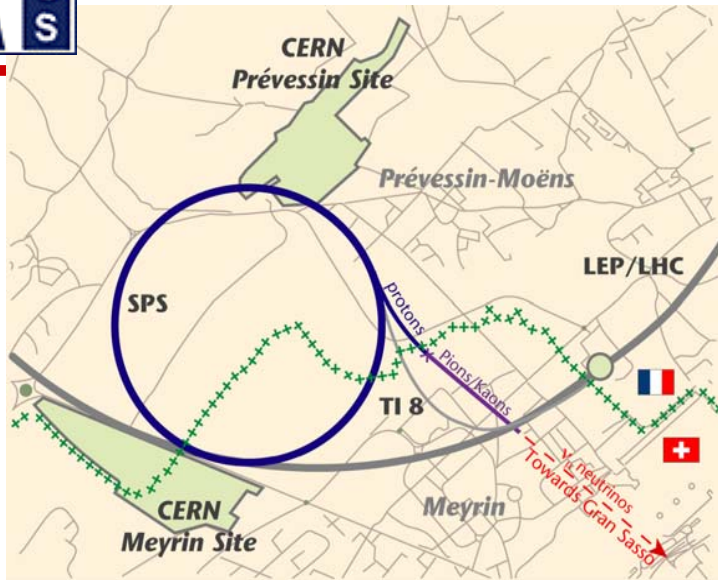 S
CERN
Prévessin Site
Prévessin-Moëns
LEP/LHC
SPS
protons
Pions/Kaons
TI 8
νμ neutrinos
Towards Gran Sasso
Meyrin
CERN
Meyrin Site